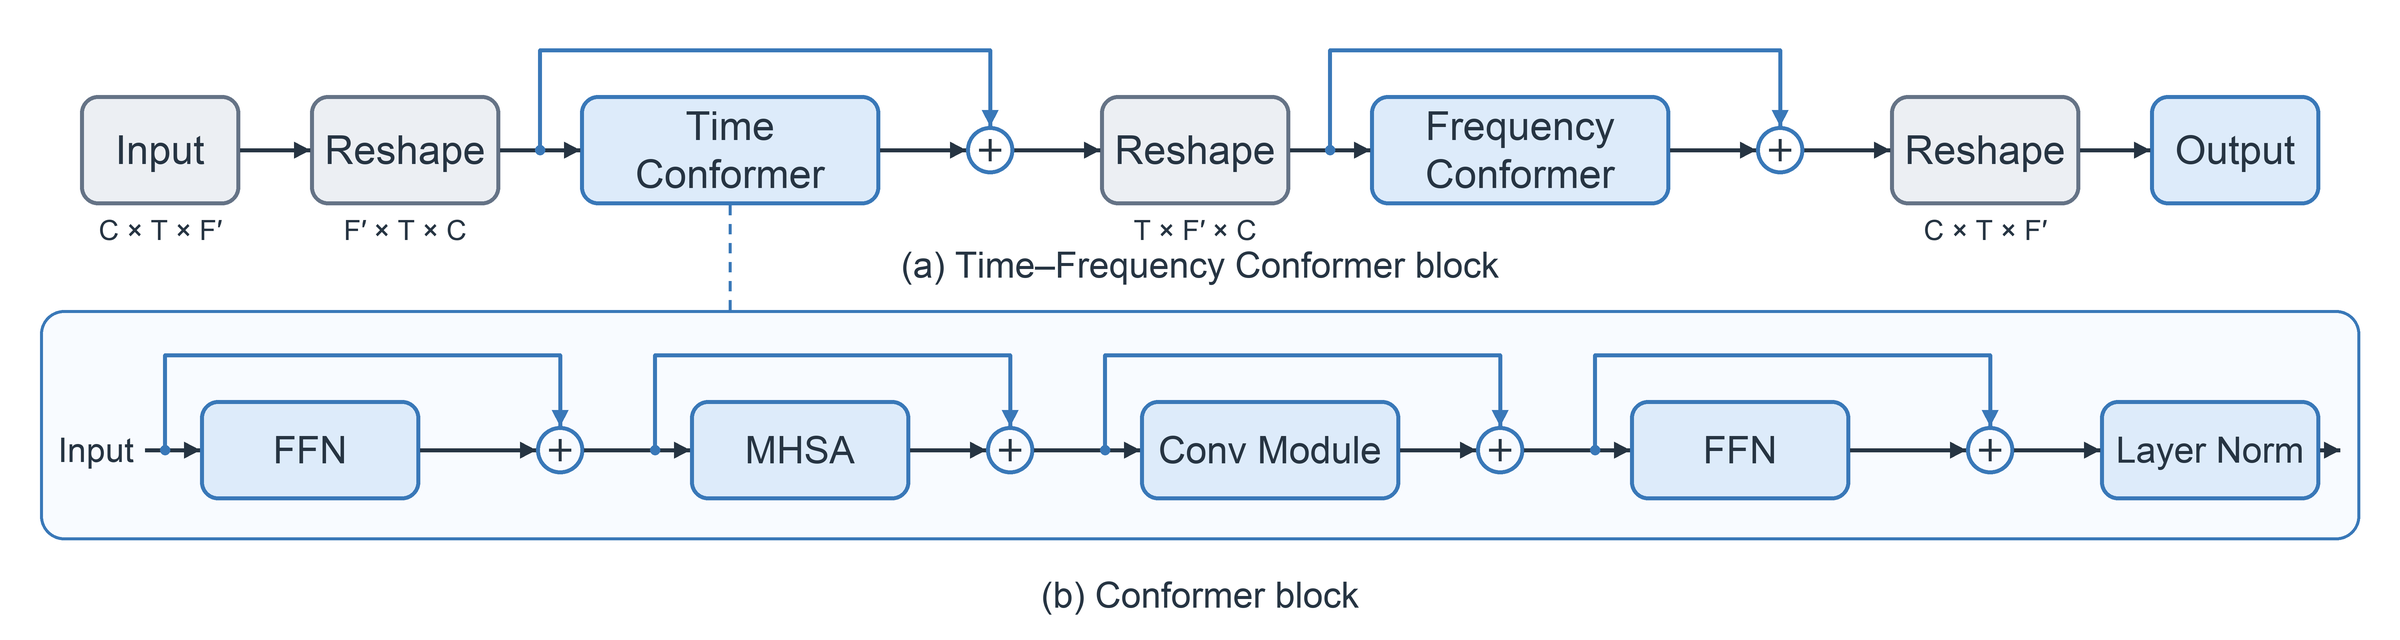 Input
Reshape
Time
Conformer
+
Reshape
Frequency
Conformer
+
Reshape
Output
C × T × F′
F′ × T × C
T × F′ × C
C × T × F′
(a) Time–Frequency Conformer block
Input
FFN
+
MHSA
+
Conv Module
+
FFN
+
Layer Norm
(b) Conformer block